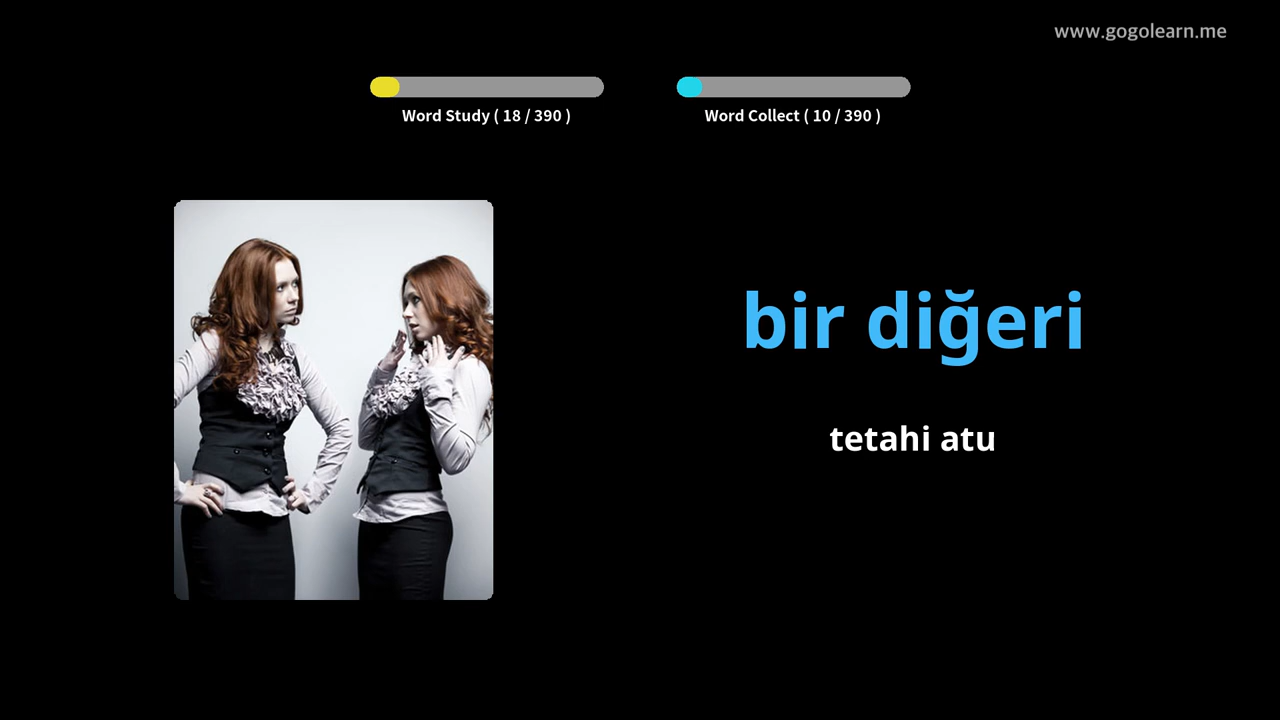 www.gogolearn.me
Word Study ( 18 / 390 )
Word Collect ( 10 / 390 )
bir diğeri
tetahi atu